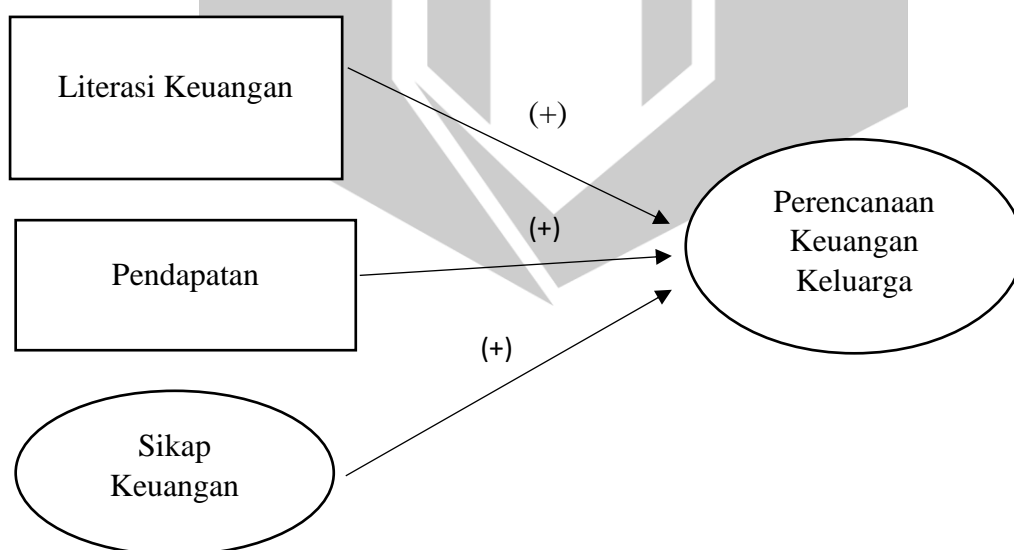 Literasi Keuangan
(+)
Perencanaan
Keuangan
Keluarga
(+)
Pendapatan
(+)
Sikap
Keuangan